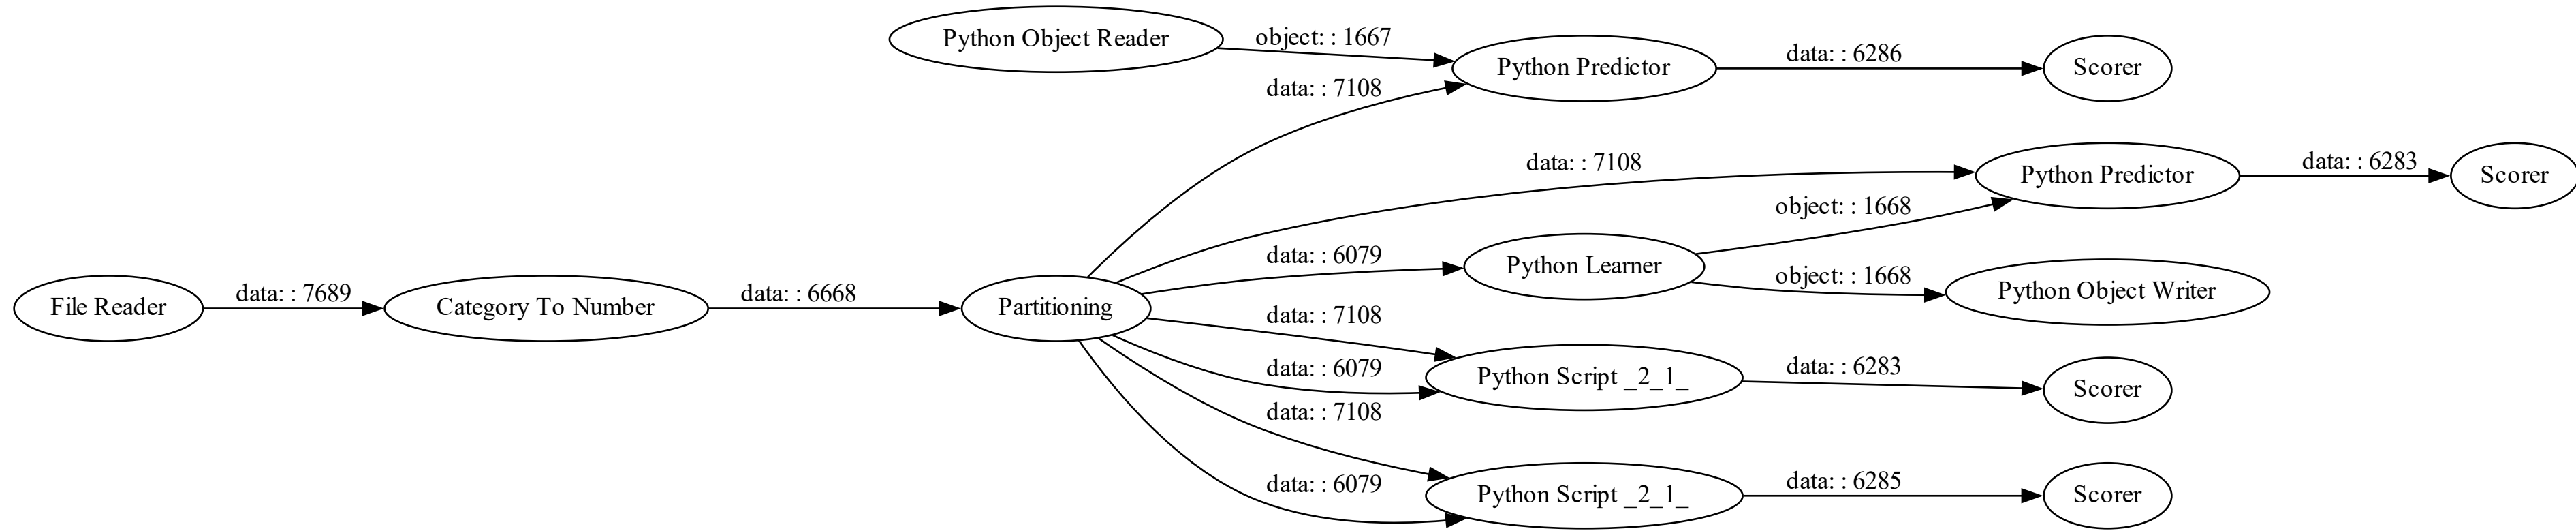 Python Object Reader
object: : 1667
Python Predictor
data: : 6286
Scorer
data: : 7108
data: : 7108
Python Predictor
data: : 6283
Scorer
object: : 1668
data: : 6079
Python Learner
object: : 1668
Python Object Writer
File Reader
data: : 7689
Category To Number
data: : 6668
Partitioning
data: : 7108
data: : 6079
Python Script _2_1_
data: : 6283
Scorer
data: : 7108
data: : 6079
Python Script _2_1_
data: : 6285
Scorer